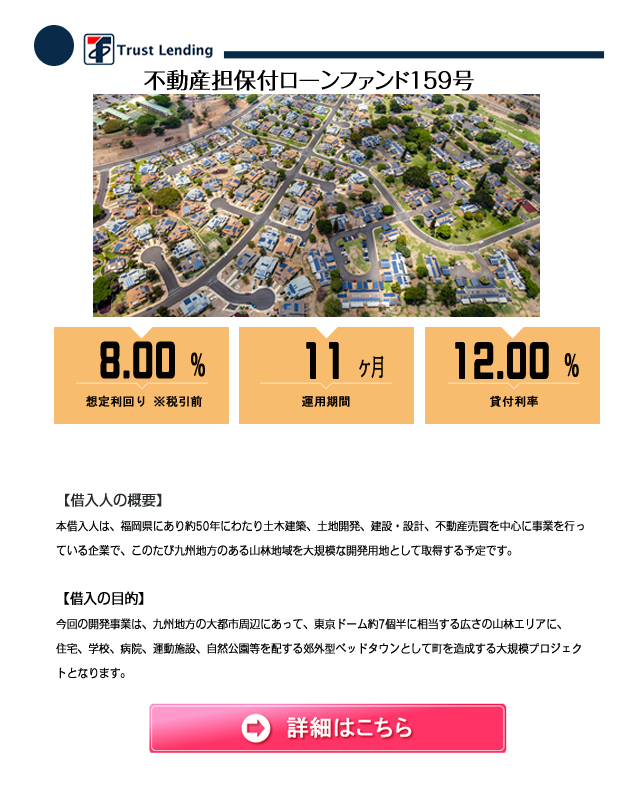 Trust Lending
不動産担保付ローンファンド159号
8.00 %
想定利回り ※税引前
11 ヶ月
運用期間
12.00 %
貸付利率
【借入人の概要】
本借入人は、福岡県にあり約50年にわたり土木建築、土地開発、建設・設計、不動産売買を中心に事業を行っ
ている企業で、このたび九州地方のある山林地域を大規模な開発用地として取得する予定です。
【借入の目的】
今回の開発事業は、九州地方の大都市周辺にあって、東京ドーム約7個半に相当する広さの山林エリアに、
住宅、学校、病院、運動施設、自然公園等を配する郊外型ベッドタウンとして町を造成する大規模プロジェク
トとなります。
詳細はこちら